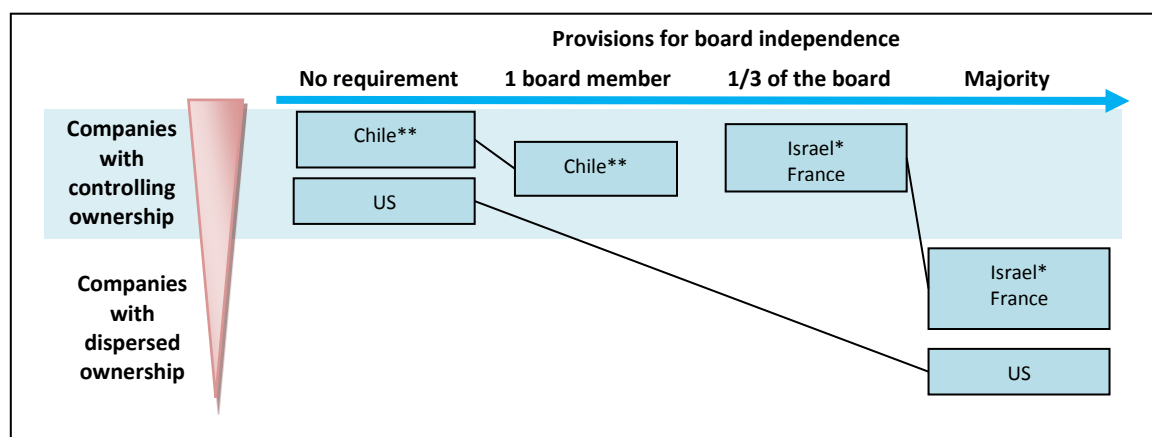 Provisions for board independence
No requirement
1 board member
1/3 of the board
Majority
Companies
with
controlling
ownership
Chile**
US
Chile**
Israel*
France
Companies
with
dispersed
ownership
Israel*
France
US